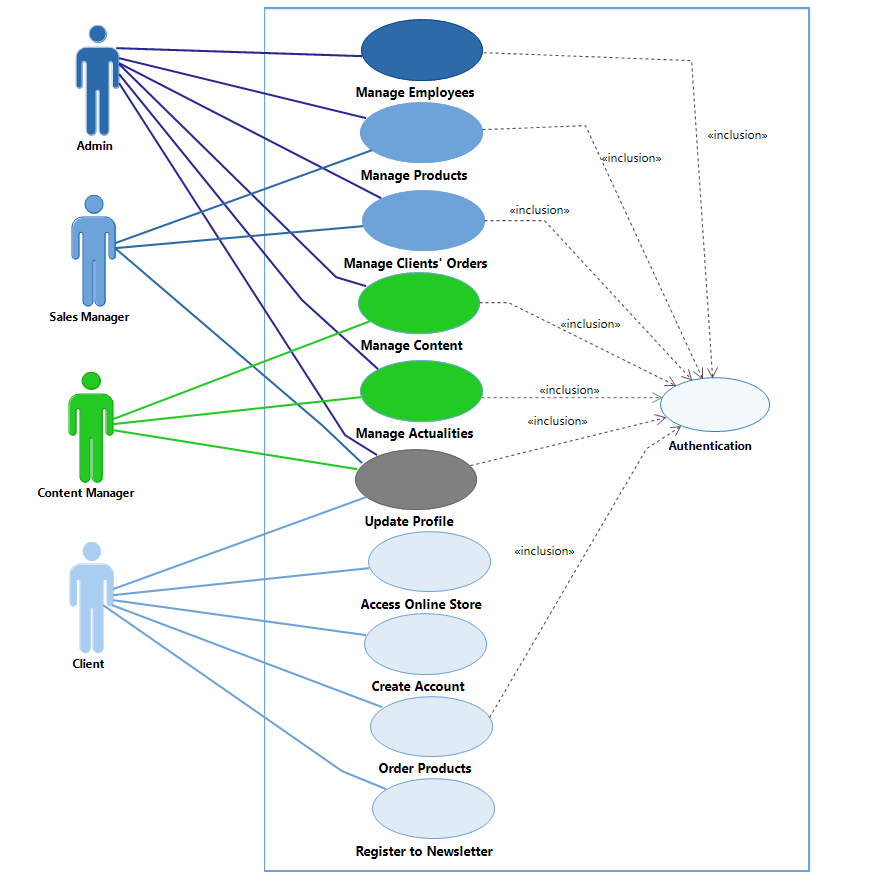 Admin
Sales Manager
Content Manager
Client
Manage Employees
Manage Products
Manage Clients' Orders
Manage Content
Manage Actualities
Update Profile
Access Online Store
Create Account
Order Products
Register to Newsletter
«inclusion»
«inclusion»
«inclusion»
«inclusion»
«inclusion»
«inclusion»
«inclusion»
Authentication